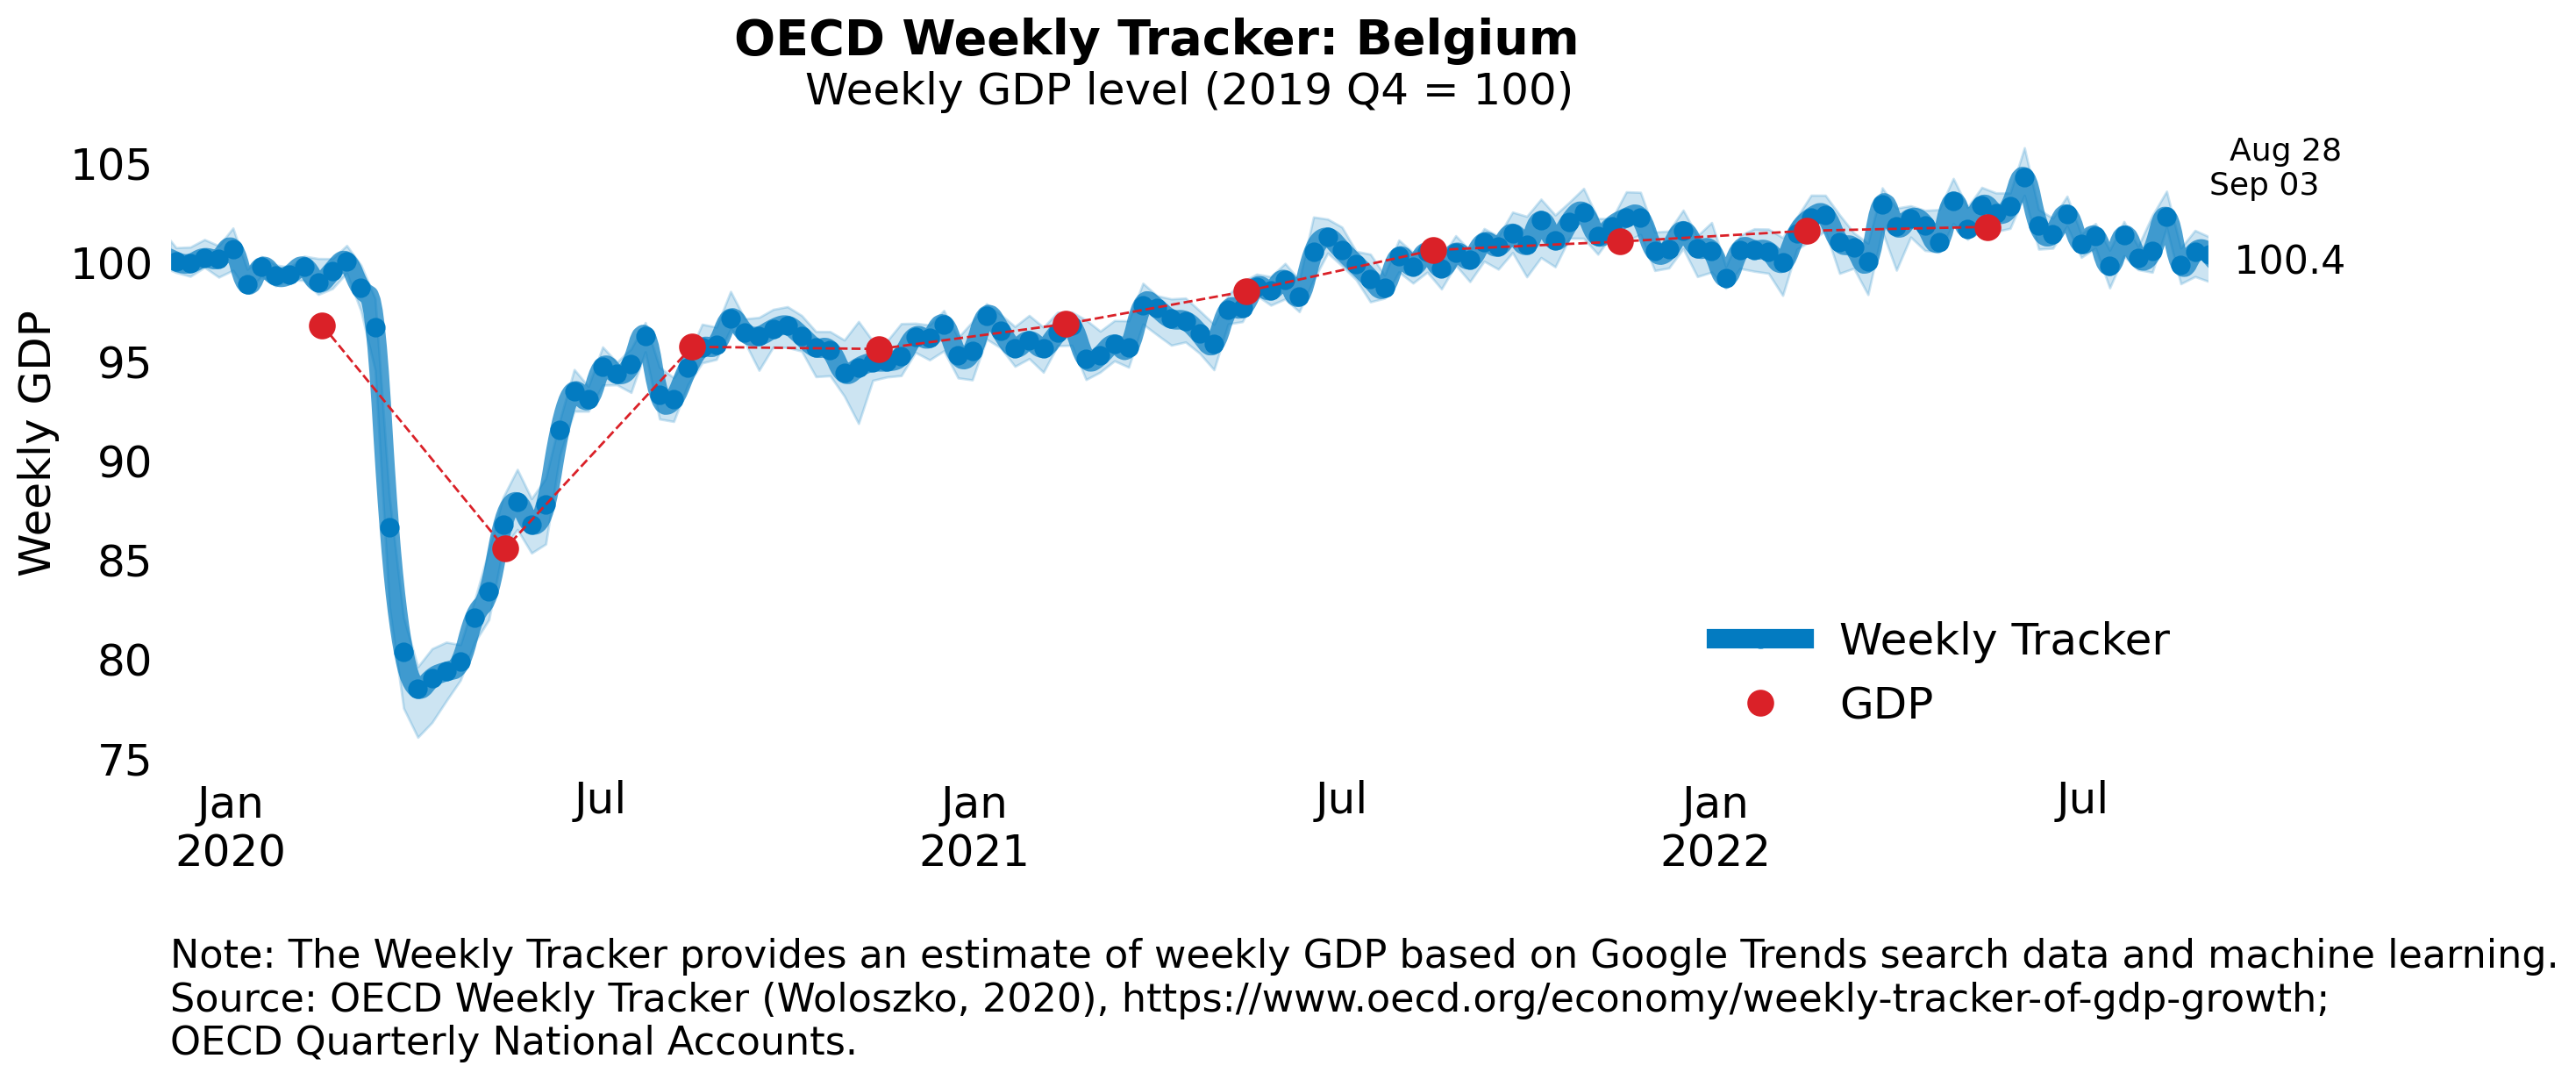 OECD Weekly Tracker: Belgium
Weekly GDP level (2019 Q4 = 100)
Weekly GDP
105
100
95
90
85
80
75
Aug 28
Sep 03
100.4
Weekly Tracker
GDP
Jan
2020
Jul
Jan
2021
Jul
Jan
2022
Jul
Note: The Weekly Tracker provides an estimate of weekly GDP based on Google Trends search data and machine learning.
Source: OECD Weekly Tracker (Woloszko, 2020), https://www.oecd.org/economy/weekly-tracker-of-gdp-growth;
OECD Quarterly National Accounts.